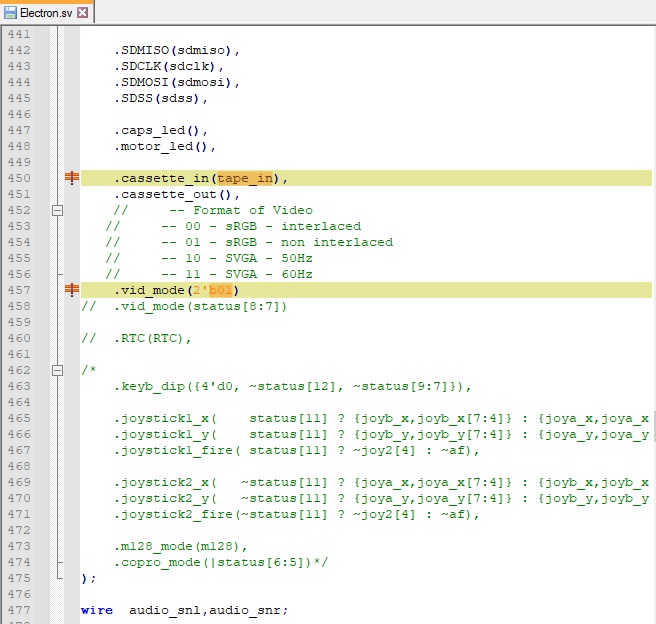 Electron.sv
441
442 .SDMISO(sdmiso),
443 .SDCLK(sdclk),
444 .SDMOSI(sdmosi),
445 .SDSS(sdss),
446
447 .caps_led(),
448 .motor_led(),
449
450 .cassette_in(tape_in),
451 .cassette_out(),
452 // -- Format of Video
453 // -- 00 - sRGB - interlaced
454 // -- 01 - sRGB - non interlaced
455 // -- 10 - SVGA - 50Hz
456 // -- 11 - SVGA - 60Hz
457 .vid_mode(2'b01)
458 // .vid_mode(status[8:7])
459
460 // .RTC(RTC),
461
462 /*
463 .keyb_dip({4'd0, ~status[12], ~status[9:7]}),
464
465 .joystick1_x( status[11] ? {joyb_x,joyb_x[7:4]} : {joya_x,joya_x
466 .joystick1_y( status[11] ? {joyb_y,joyb_y[7:4]} : {joya_y,joya_y
467 .joystick1_fire( status[11] ? ~joy2[4] : ~af),
468
469 .joystick2_x( ~status[11] ? {joya_x,joya_x[7:4]} : {joyb_x,joyb_x
470 .joystick2_y( ~status[11] ? {joya_y,joya_y[7:4]} : {joyb_y,joyb_y
471 .joystick2_fire(~status[11] ? ~joy2[4] : ~af),
472
473 .m128_mode(m128),
474 .copro_mode(|status[6:5])*/
475 );
476
477 wire audio_snl,audio_snr;